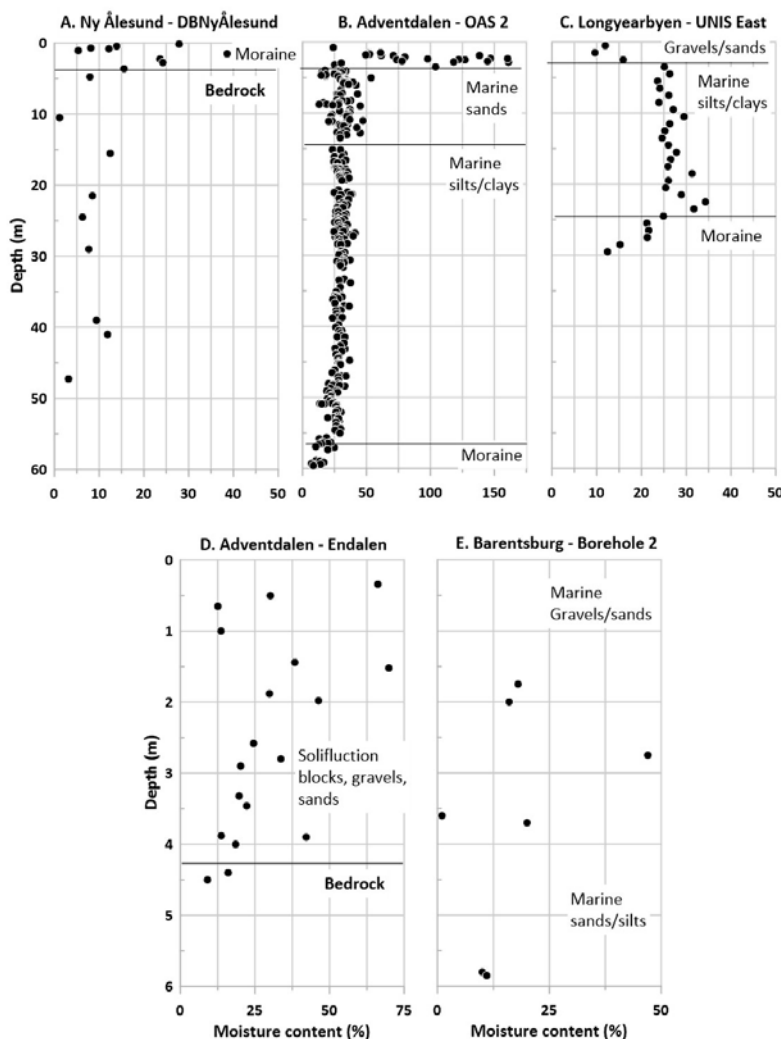 A. Ny Ålesund - DBNyÅlesund
B. Adventdalen - OAS 2
C. Longyearbyen - UNIS East
Depth (m)
0
10
20
30
40
50
60
Moraine
Bedrock
0 10 20 30 40 50
Marine
sands
Marine
silts/clays
Moraine
0 50 100 150
Gravels/sands
Marine
silts/clays
Moraine
0 10 20 30 40 50
D. Adventdalen - Endalen
E. Barentsburg - Borehole 2
Depth (m)
0
1
2
3
4
5
6
Solifluction
blocks, gravels,
sands
Bedrock
0 25 50 75
Moisture content (%)
Marine
Gravels/sands
Marine
sands/silts
0 25 50
Moisture content (%)